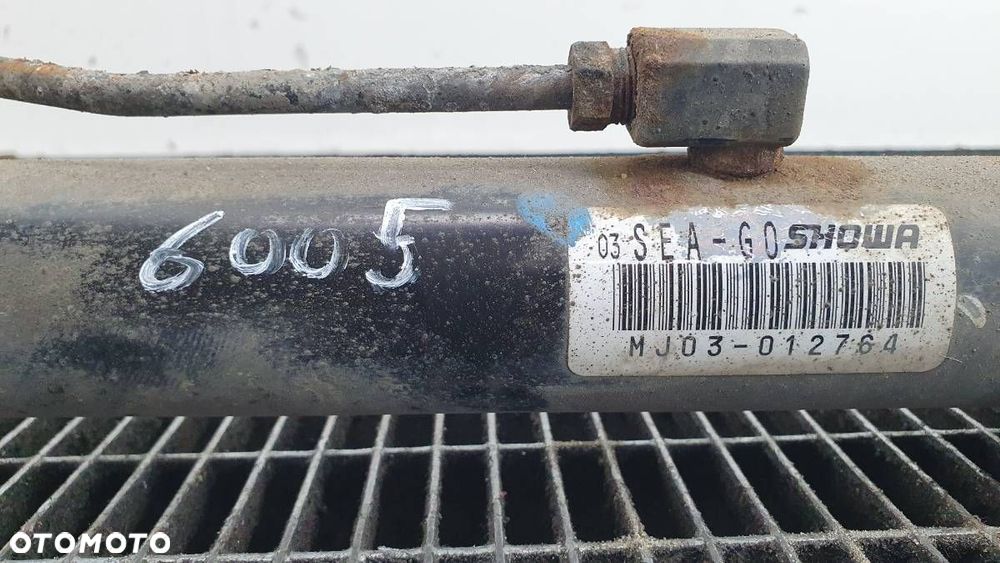 6005
03 SEA-G0 SHOWA
MJ03-012764
OTOMOTO